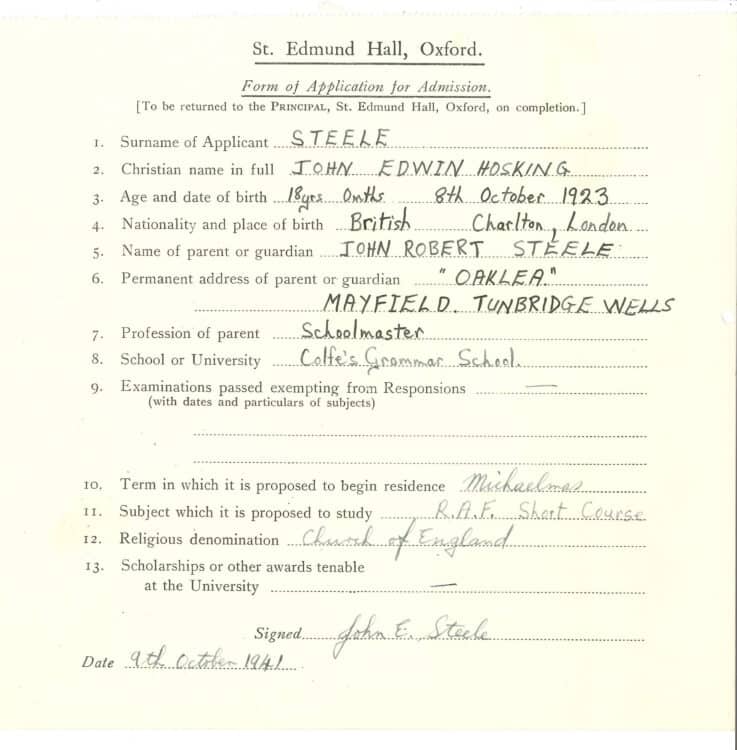 St. Edmund Hall, Oxford.
Form of Application for Admission.
[To be returned to the PRINCIPAL, St. Edmund Hall, Oxford, on completion.]
1. Surname of Applicant STEELE
2. Christian name in full JOHN EDWIN HOSKING
3. Age and date of birth 18yrs 0mths 8th October 1923
4. Nationality and place of birth British Charlton, London
5. Name of parent or guardian JOHN ROBERT STEELE
6. Permanent address of parent or guardian "OAKLEA."
MAYFIELD. TUNBRIDGE WELLS
7. Profession of parent Schoolmaster
8. School or University Colfe's Grammar School.
9. Examinations passed exempting from Responsions —
(with dates and particulars of subjects)
10. Term in which it is proposed to begin residence Michaelmas
11. Subject which it is proposed to study R.A.F. Short Course
12. Religious denomination Church of England
13. Scholarships or other awards tenable
at the University —
Signed John E. Steele
Date 9th October 1941